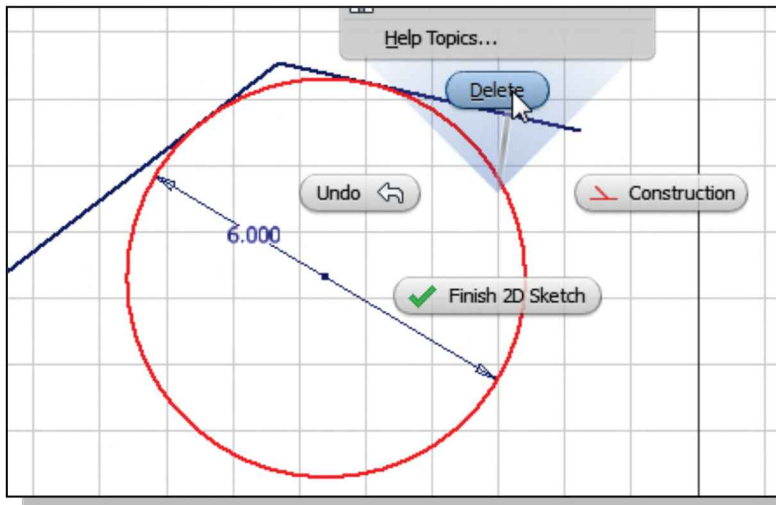 Help Topics...
Delete
Undo
Construction
6.000
Finish 2D Sketch